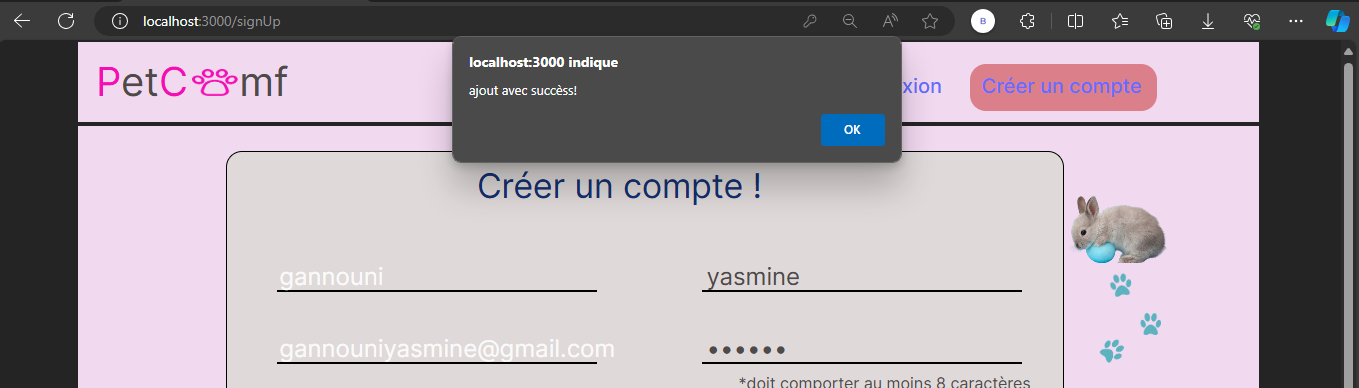 localhost:3000/signUp
B
localhost:3000 indique
ajout avec succèss!
OK
PetC mf
xion
Créer un compte
Créer un compte !
gannouni
yasmine
gannouniyasmine@gmail.com
••••••
*doit comporter au moins 8 caractères